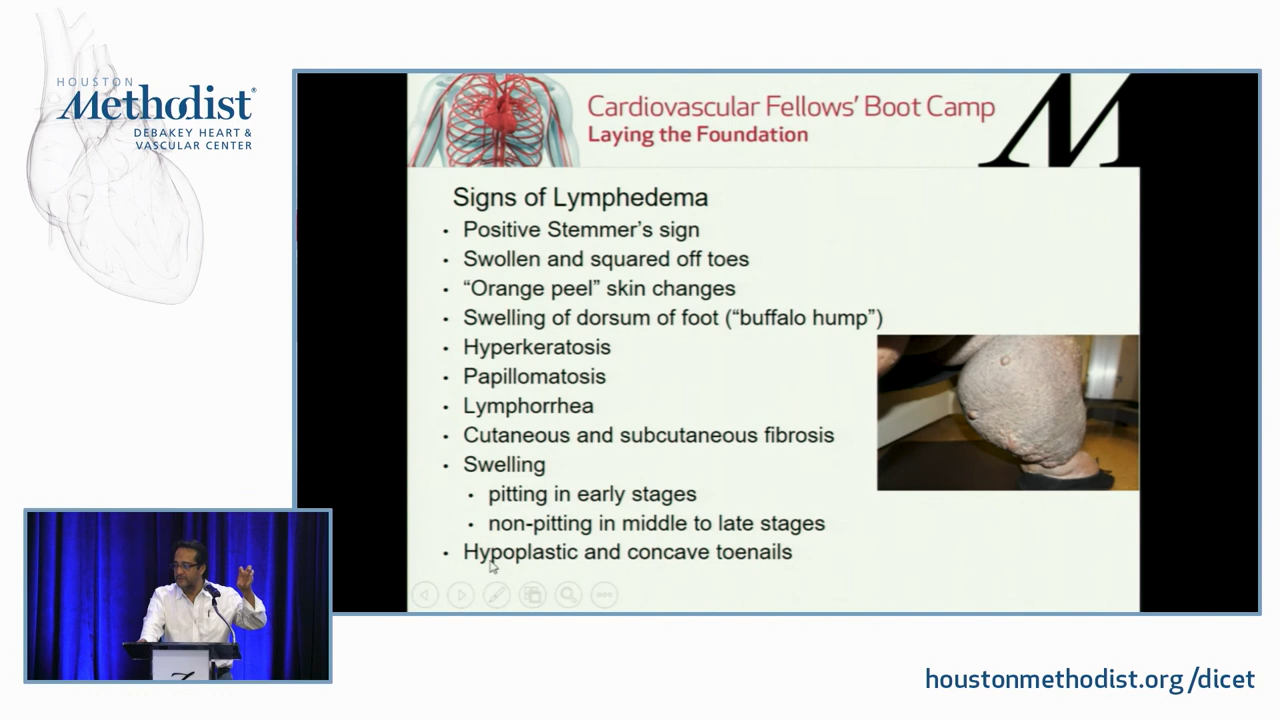 HOUSTON
Methodist®
DEBAKEY HEART &
VASCULAR CENTER
Cardiovascular Fellows’ Boot Camp
Laying the Foundation
M
Signs of Lymphedema
• Positive Stemmer’s sign
• Swollen and squared off toes
• “Orange peel” skin changes
• Swelling of dorsum of foot (“buffalo hump”)
• Hyperkeratosis
• Papillomatosis
• Lymphorrhea
• Cutaneous and subcutaneous fibrosis
• Swelling
• pitting in early stages
• non-pitting in middle to late stages
• Hypoplastic and concave toenails
houstonmethodist.org/dicet